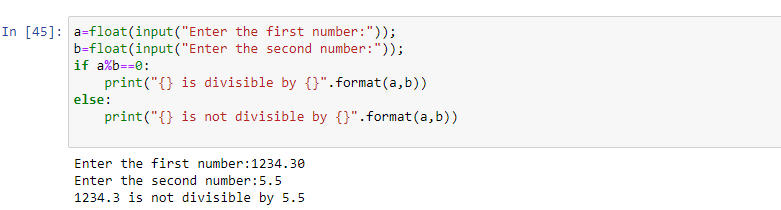 In [45]: a=float(input("Enter the first number:"));
b=float(input("Enter the second number:"));
if a%b==0:
    print("{} is divisible by {}".format(a,b))
else:
    print("{} is not divisible by {}".format(a,b))
Enter the first number:1234.30
Enter the second number:5.5
1234.3 is not divisible by 5.5